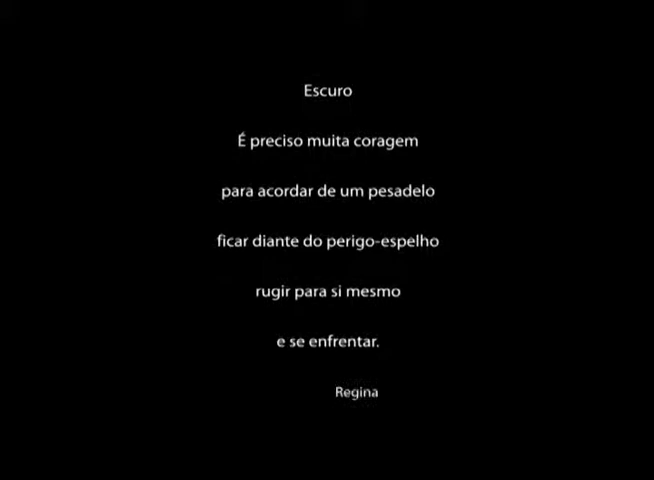 Escuro
É preciso muita coragem
para acordar de um pesadelo
ficar diante do perigo-espelho
rugir para si mesmo
e se enfrentar.
Regina